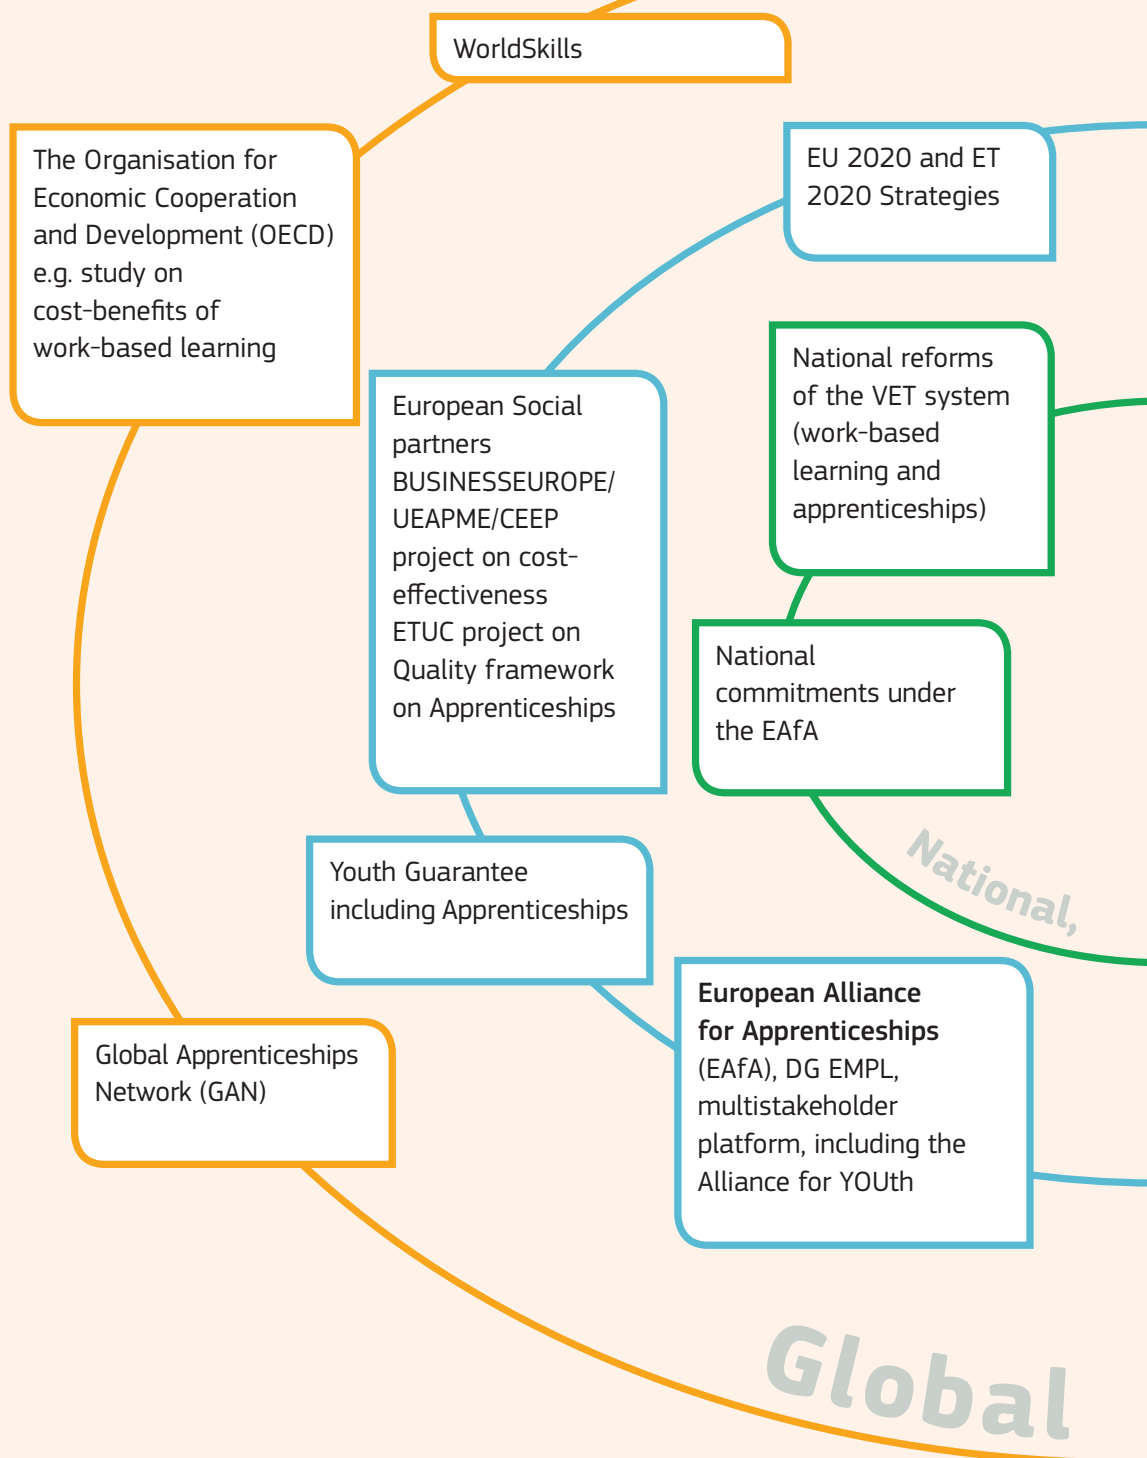 WorldSkills
The Organisation for
Economic Cooperation
and Development (OECD)
e.g. study on
cost-benefits of
work-based learning
EU 2020 and ET
2020 Strategies
National reforms
of the VET system
(work-based
learning and
apprenticeships)
European Social
partners
BUSINESSEUROPE/
UEAPME/CEEP
project on cost-
effectiveness
ETUC project on
Quality framework
on Apprenticeships
National
commitments under
the EAfA
National,
Youth Guarantee
including Apprenticeships
European Alliance
for Apprenticeships
(EAfA), DG EMPL,
multistakeholder
platform, including the
Alliance for YOUth
Global Apprenticeships
Network (GAN)
Global